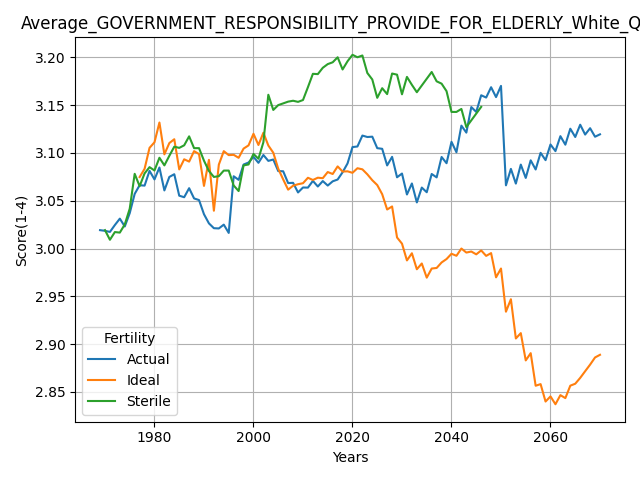 Average_GOVERNMENT_RESPONSIBILITY_PROVIDE_FOR_ELDERLY_White_Q
3.20
3.15
3.10
3.05
3.00
2.95
2.90
2.85
Score(1-4)
Fertility
Actual
Ideal
Sterile
1980
2000
2020
2040
2060
Years